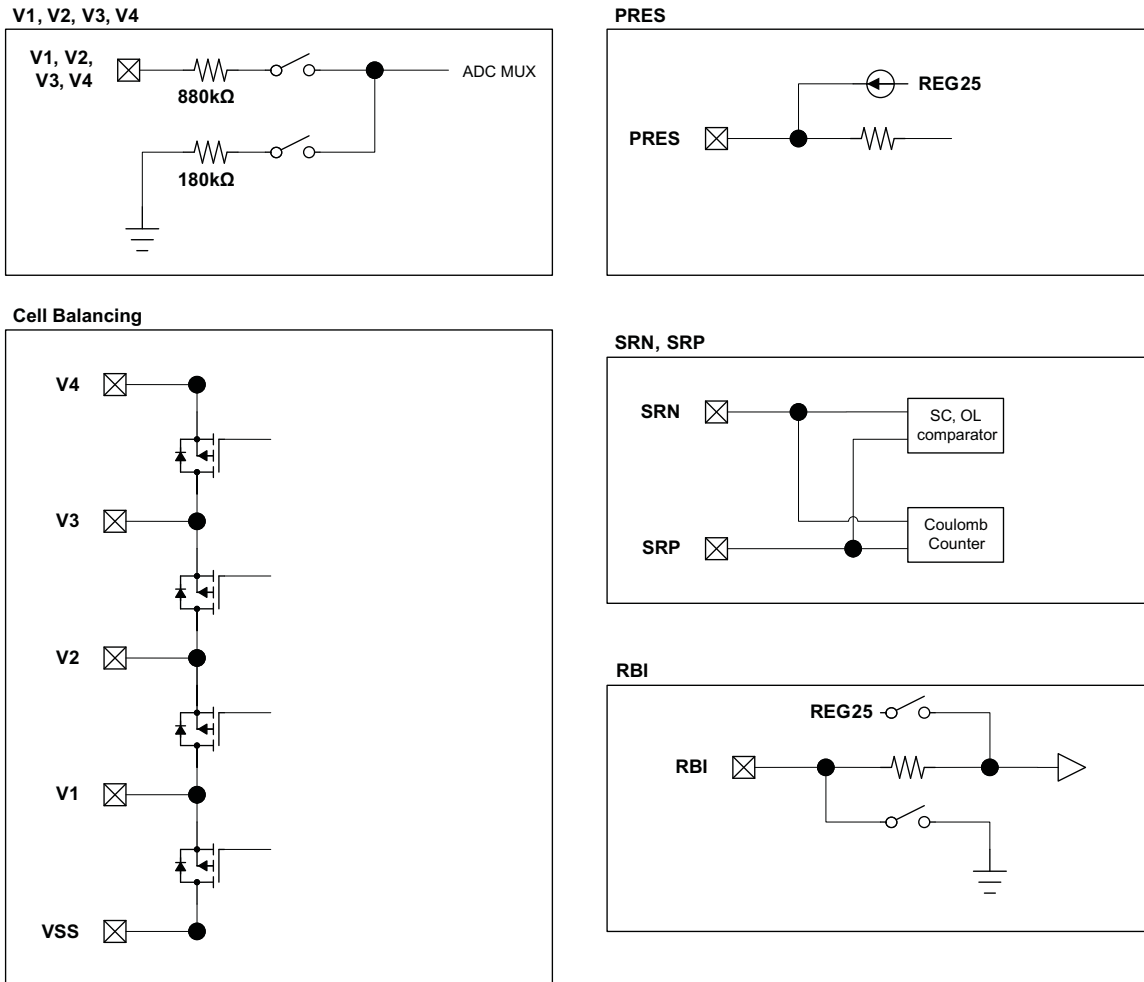 V1, V2, V3, V4
V1, V2,
V3, V4
880kΩ
ADC MUX
180kΩ
PRES
REG25
PRES
Cell Balancing
V4
V3
V2
V1
VSS
SRN, SRP
SRN
SC, OL
comparator
SRP
Coulomb
Counter
RBI
REG25
RBI